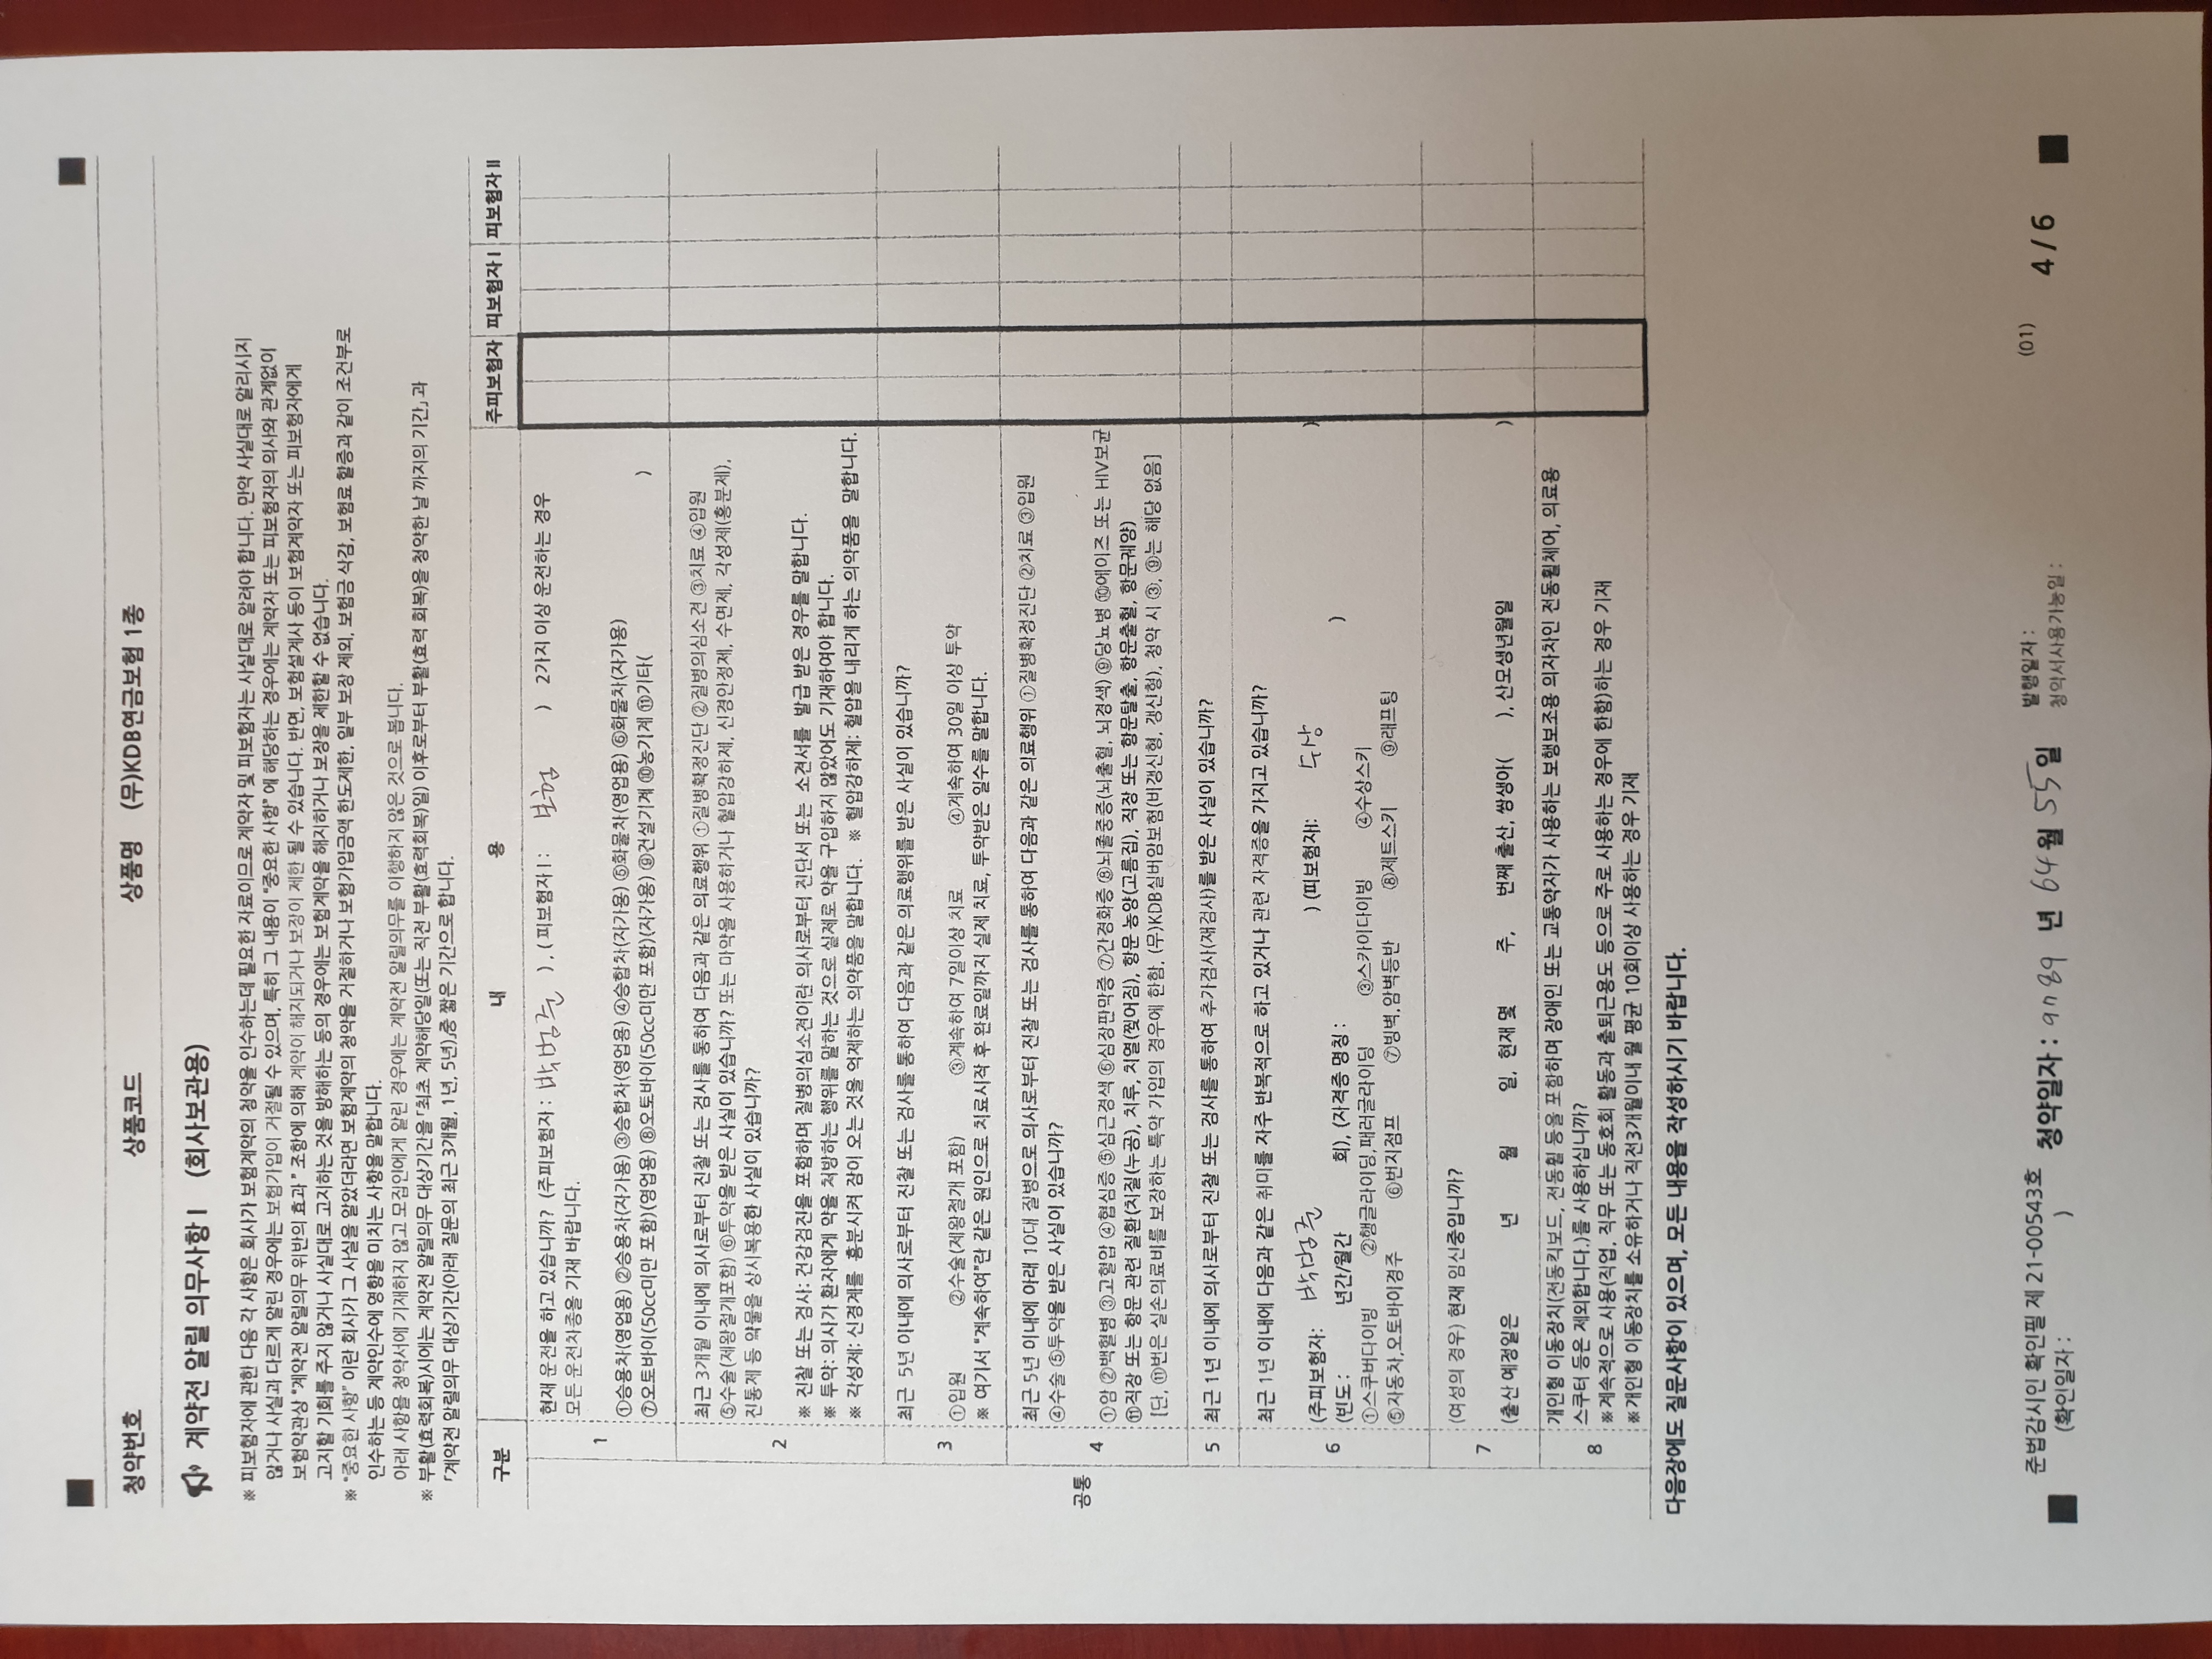 청약번호 상품코드 상품명 (무)KDB연금보험 1종
계약전 알릴 의무사항 I (회사보관용)
※ 피보험자에 관한 다음 각 사항은 회사가 보험계약의 청약을 인수하는데 필요한 자료이므로 계약자 및 피보험자는 사실대로 알려야 합니다. 만약 사실대로 알리시지
않거나 사실과 다르게 알린 경우에는 보험가입이 거절될 수 있으며, 특히 그 내용이 "중요한 사항" 에 해당하는 경우에는 계약자 또는 피보험자의 의사와 관계없이
보험약관상 "계약전 알릴의무 위반의 효과 " 조항에 의해 계약이 해지되거나 보장이 제한 될 수 있습니다. 반면, 보험설계사 등이 보험계약자 또는 피보험자에게
고지할 기회를 주지 않거나 사실대로 고지하는 것을 방해하는 등의 경우에는 보험계약을 해지하거나 보장을 제한할 수 없습니다.
※ "중요한 사항" 이란 회사가 그 사실을 알았더라면 보험계약의 청약을 거절하거나 보험가입금액 한도제한, 일부 보장 제외, 보험금 삭감, 보험료 할증과 같이 조건부로
인수하는 등 계약인수에 영향을 미치는 사항을 말합니다.
아래 사항을 청약서에 기재하지 않고 모집인에게 알린 경우에는 계약전 알릴의무를 이행하지 않은 것으로 봅니다.
※ 부활(효력회복)시에는 계약전 알릴의무 대상기간을 「최초 계약해당일(또는 직전 부활(효력회복)일) 이후로부터 부활(효력 회복)을 청약한 날 까지의 기간」과
「계약전 알릴의무 대상기간(아래 질문의 최근 3개월, 1년, 5년)」중 짧은 기간으로 합니다.
구분 내 용 주피보험자 피보험자 I 피보험자 II
공통
1 현재 운전을 하고 있습니까? (주피보험자 : 박범준 ) , ( 피보험자 I : 보험 ) 2가지 이상 운전하는 경우
모든 운전차종을 기재 바랍니다.
①승용차(영업용) ②승용차(자가용) ③승합차(영업용) ④승합차(자가용) ⑤화물차(영업용) ⑥화물차(자가용)
⑦오토바이(50cc미만 포함)(영업용) ⑧오토바이(50cc미만 포함)(자가용) ⑨건설기계 ⑩농기계 ⑪기타( )
2 최근 3개월 이내에 의사로부터 진찰 또는 검사를 통하여 다음과 같은 의료행위 ①질병확정진단 ②질병의심소견 ③치료 ④입원
⑤수술(제왕절개포함) ⑥투약을 받은 사실이 있습니까? 또는 마약을 사용하거나 혈압강하제, 신경안정제, 수면제, 각성제(흥분제),
진통제 등 약물을 상시복용한 사실이 있습니까?
※ 진찰 또는 검사: 건강검진을 포함하며 질병의심소견이란 의사로부터 진단서 또는 소견서를 발급 받은 경우를 말합니다.
※ 투약: 의사가 환자에게 약을 처방하는 행위를 말하는 것으로 실제로 약을 구입하지 않았어도 기재하여야 합니다.
※ 각성제: 신경계를 흥분시켜 잠이 오는 것을 억제하는 의약품을 말합니다. ※ 혈압강하제: 혈압을 내리게 하는 의약품을 말합니다.
3 최근 5년 이내에 의사로부터 진찰 또는 검사를 통하여 다음과 같은 의료행위를 받은 사실이 있습니까?
①입원 ②수술(제왕절개 포함) ③계속하여 7일이상 치료 ④계속하여 30일 이상 투약
※ 여기서 "계속하여"란 같은 원인으로 치료시작 후 완료일까지 실제 치료, 투약받은 일수를 말합니다.
4 최근 5년 이내에 아래 10대 질병으로 의사로부터 진찰 또는 검사를 통하여 다음과 같은 의료행위 ①질병확정진단 ②치료 ③입원
④수술 ⑤투약을 받은 사실이 있습니까?
①암 ②백혈병 ③고혈압 ④협심증 ⑤심근경색 ⑥심장판막증 ⑦간경화증 ⑧뇌졸중증(뇌출혈, 뇌경색) ⑨당뇨병 ⑩에이즈 또는 HIV보균
⑪직장 또는 항문 관련 질환(치질(누공), 치루, 치열(찢어짐), 항문 농양(고름집), 직장 또는 항문탈출, 항문출혈, 항문궤양)
[단, ⑪번은 실손의료비를 보장하는 특약 가입의 경우에 한함, (무)KDB실버암보험(비갱신형, 갱신형), 청약 시 ③, ⑨는 해당 없음]
5 최근 1년 이내에 의사로부터 진찰 또는 검사를 통하여 추가검사(재검사)를 받은 사실이 있습니까?
6 최근 1년 이내에 다음과 같은 취미를 자주 반복적으로 하고 있거나 관련 자격증을 가지고 있습니까?
(주피보험자: 박범준 ) (피보험자I: 수상 )
(빈도 : 년간/월간 회), (자격증 명칭 : )
①스쿠버다이빙 ②행글라이딩,패러글라이딩 ③스카이다이빙 ④수상스키
⑤자동차,오토바이경주 ⑥번지점프 ⑦빙벽,암벽등반 ⑧제트스키 ⑨래프팅
7 (여성의 경우) 현재 임신중입니까?
(출산 예정일은 년 월 일, 현재 몇 주, 번째 출산, 쌍생아( ), 산모생년월일 )
8 개인형 이동장치(전동킥보드, 전동휠 등을 포함하며 장애인 또는 교통약자가 사용하는 보행보조용 의자차인 전동휠체어, 의료용
스쿠터 등은 제외합니다.)를 사용하십니까?
※계속적으로 사용(직업, 직무 또는 동호회 활동과 출퇴근용도 등으로 주로 사용하는 경우에 한함)하는 경우 기재
※개인형 이동장치를 소유하거나 직전3개월이내 월 평균 10회이상 사용하는 경우 기재
다음장에도 질문사항이 있으며, 모든 내용을 작성하시기 바랍니다.
준법감시인 확인필 제 21-00543호
(확인일자 : )
청약일자 : 년 64월 55일
발행일자 :
청약서사용가능일 :
(01)
4 / 6